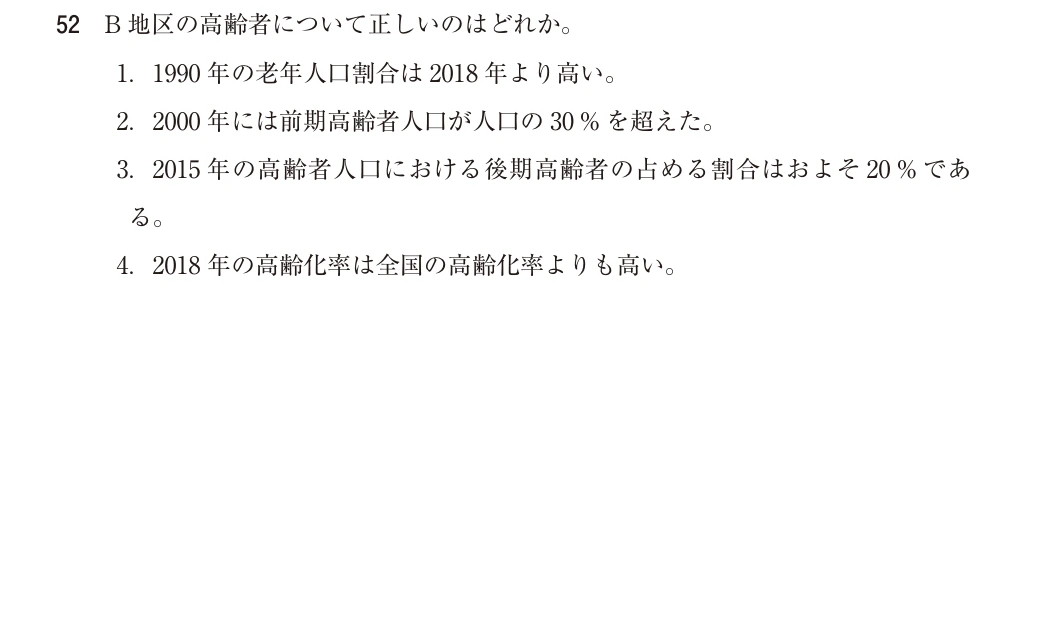 52 B 地区の高齢者について正しいのはどれか。
1. 1990 年の老年人口割合は 2018 年より高い。
2. 2000 年には前期高齢者人口が人口の 30 % を超えた。
3. 2015 年の高齢者人口における後期高齢者の占める割合はおよそ 20 % であ
る。
4. 2018 年の高齢化率は全国の高齢化率よりも高い。